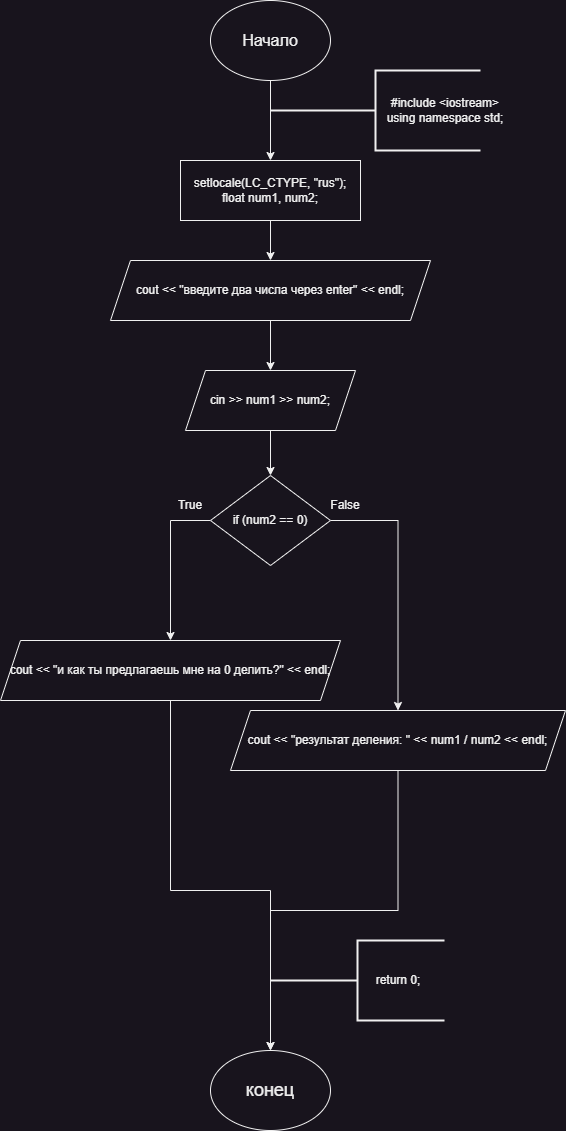 Начало
#include <iostream>
using namespace std;
setlocale(LC_CTYPE, "rus");
float num1, num2;
cout << "введите два числа через enter" << endl;
cin >> num1 >> num2;
True
False
if (num2 == 0)
cout << "и как ты предлагаешь мне на 0 делить?" << endl;
cout << "результат деления: " << num1 / num2 << endl;
return 0;
конец